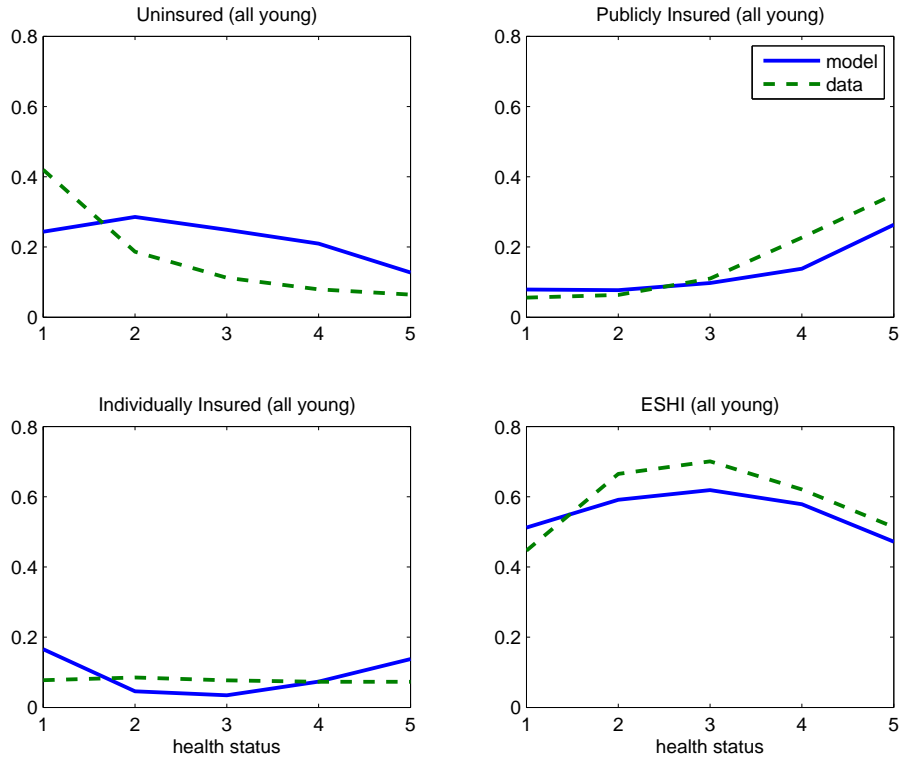 Uninsured (all young)
0.8
0.6
0.4
0.2
0
1 2 3 4 5
Publicly Insured (all young)
model
data
0.8
0.6
0.4
0.2
0
1 2 3 4 5
Individually Insured (all young)
0.8
0.6
0.4
0.2
0
1 2 3 4 5
health status
ESHI (all young)
0.8
0.6
0.4
0.2
0
1 2 3 4 5
health status